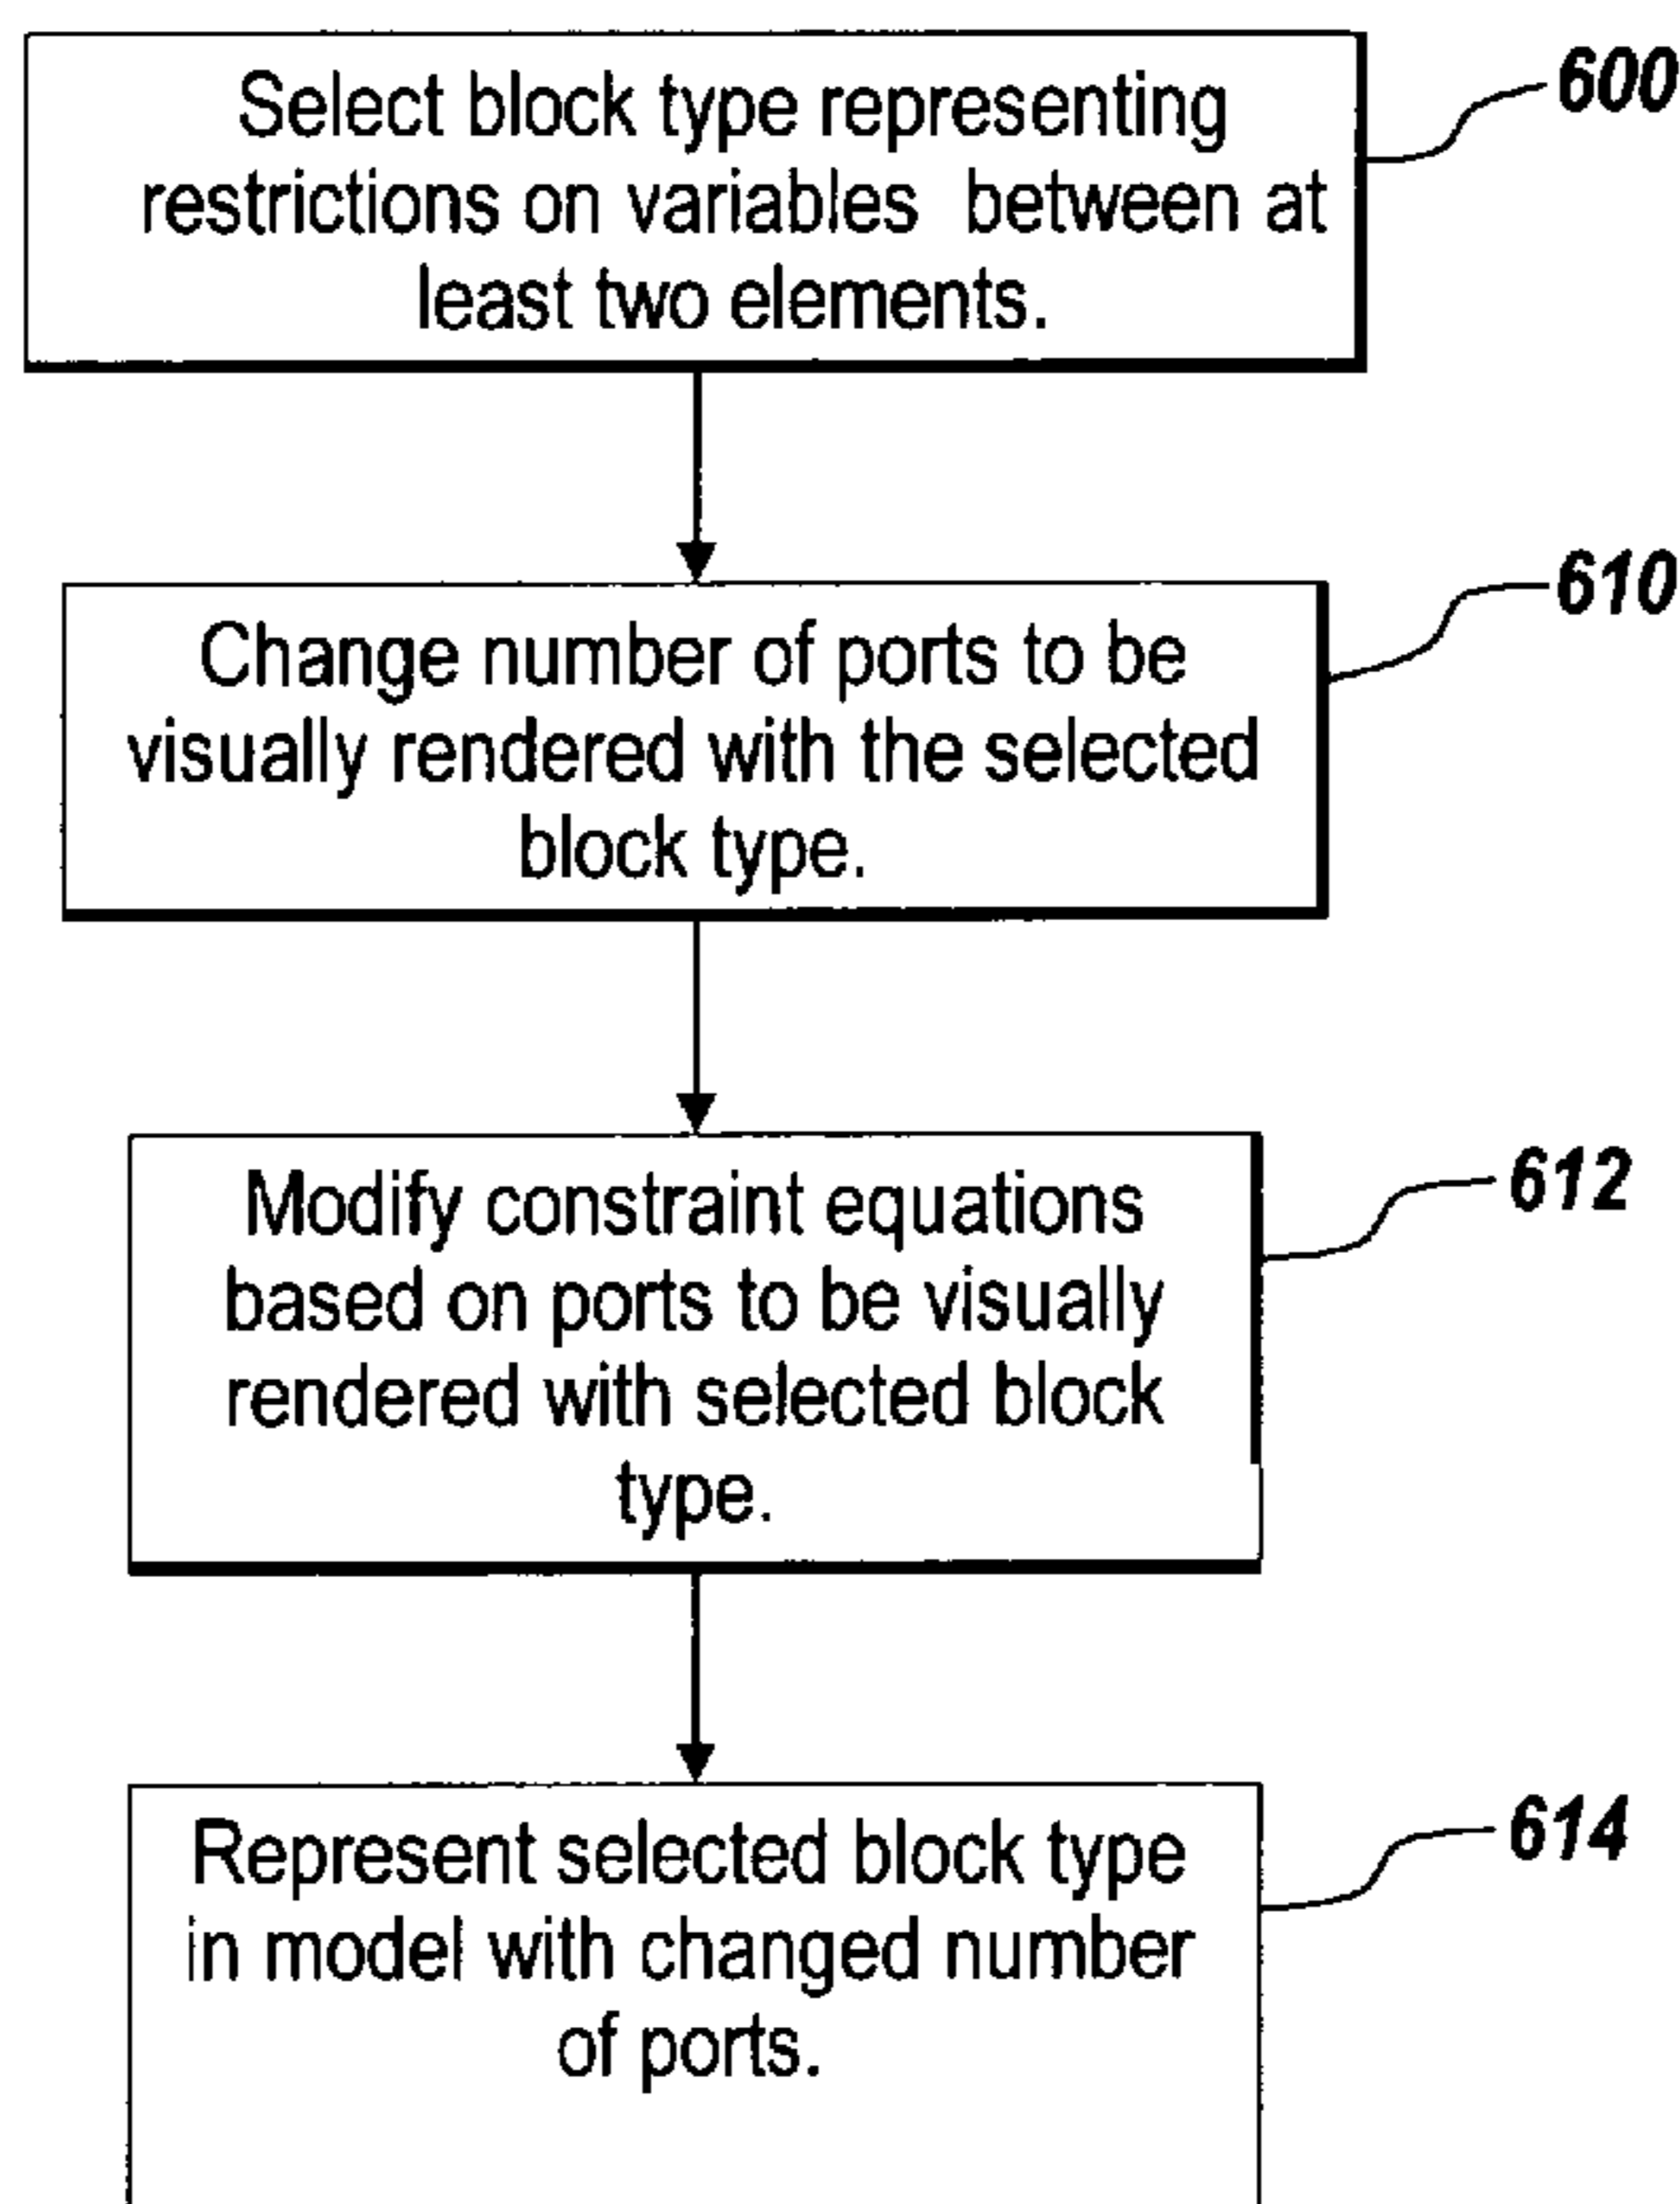 Select block type representing
restrictions on variables between at
least two elements.
600
Change number of ports to be
visually rendered with the selected
block type.
610
Modify constraint equations
based on ports to be visually
rendered with selected block
type.
612
Represent selected block type
in model with changed number
of ports.
614